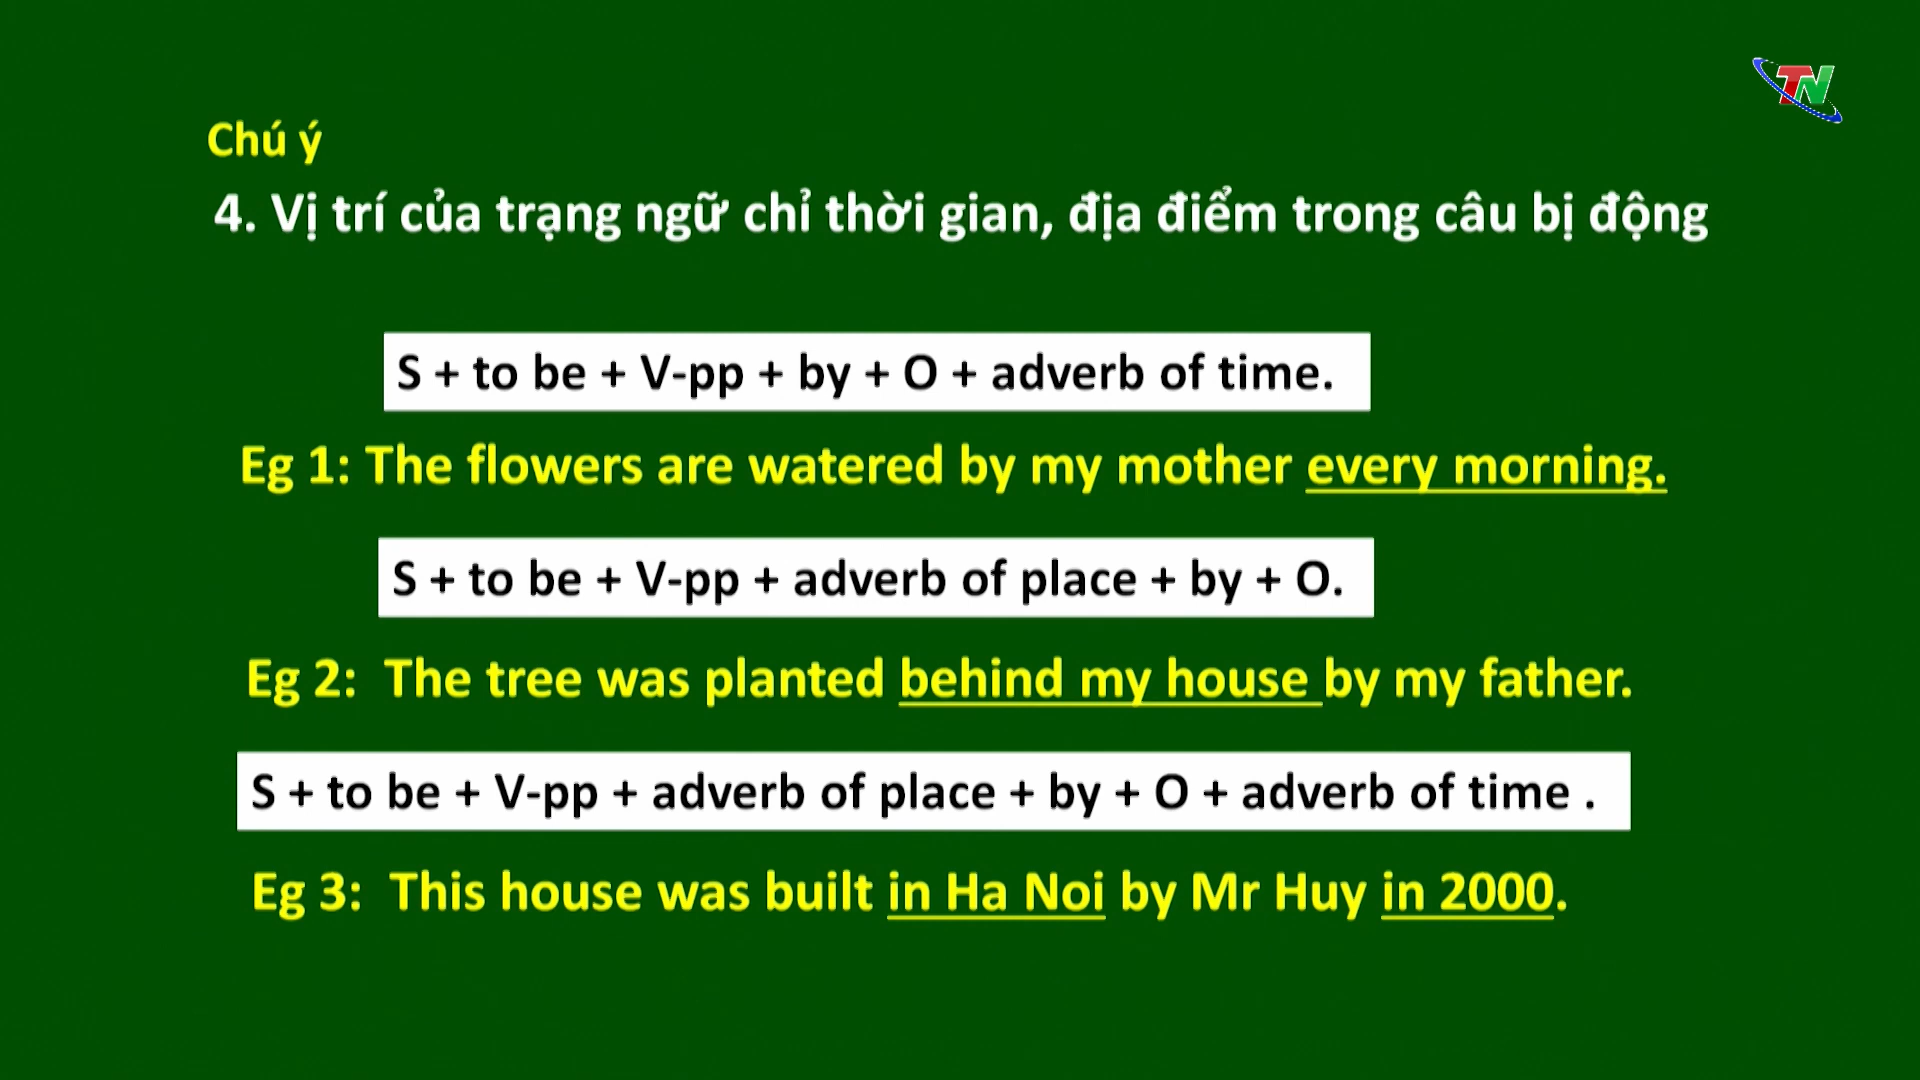 TN
Chú ý
4. Vị trí của trạng ngữ chỉ thời gian, địa điểm trong câu bị động
S + to be + V-pp + by + O + adverb of time.
Eg 1: The flowers are watered by my mother every morning.
S + to be + V-pp + adverb of place + by + O.
Eg 2: The tree was planted behind my house by my father.
S + to be + V-pp + adverb of place + by + O + adverb of time .
Eg 3: This house was built in Ha Noi by Mr Huy in 2000.